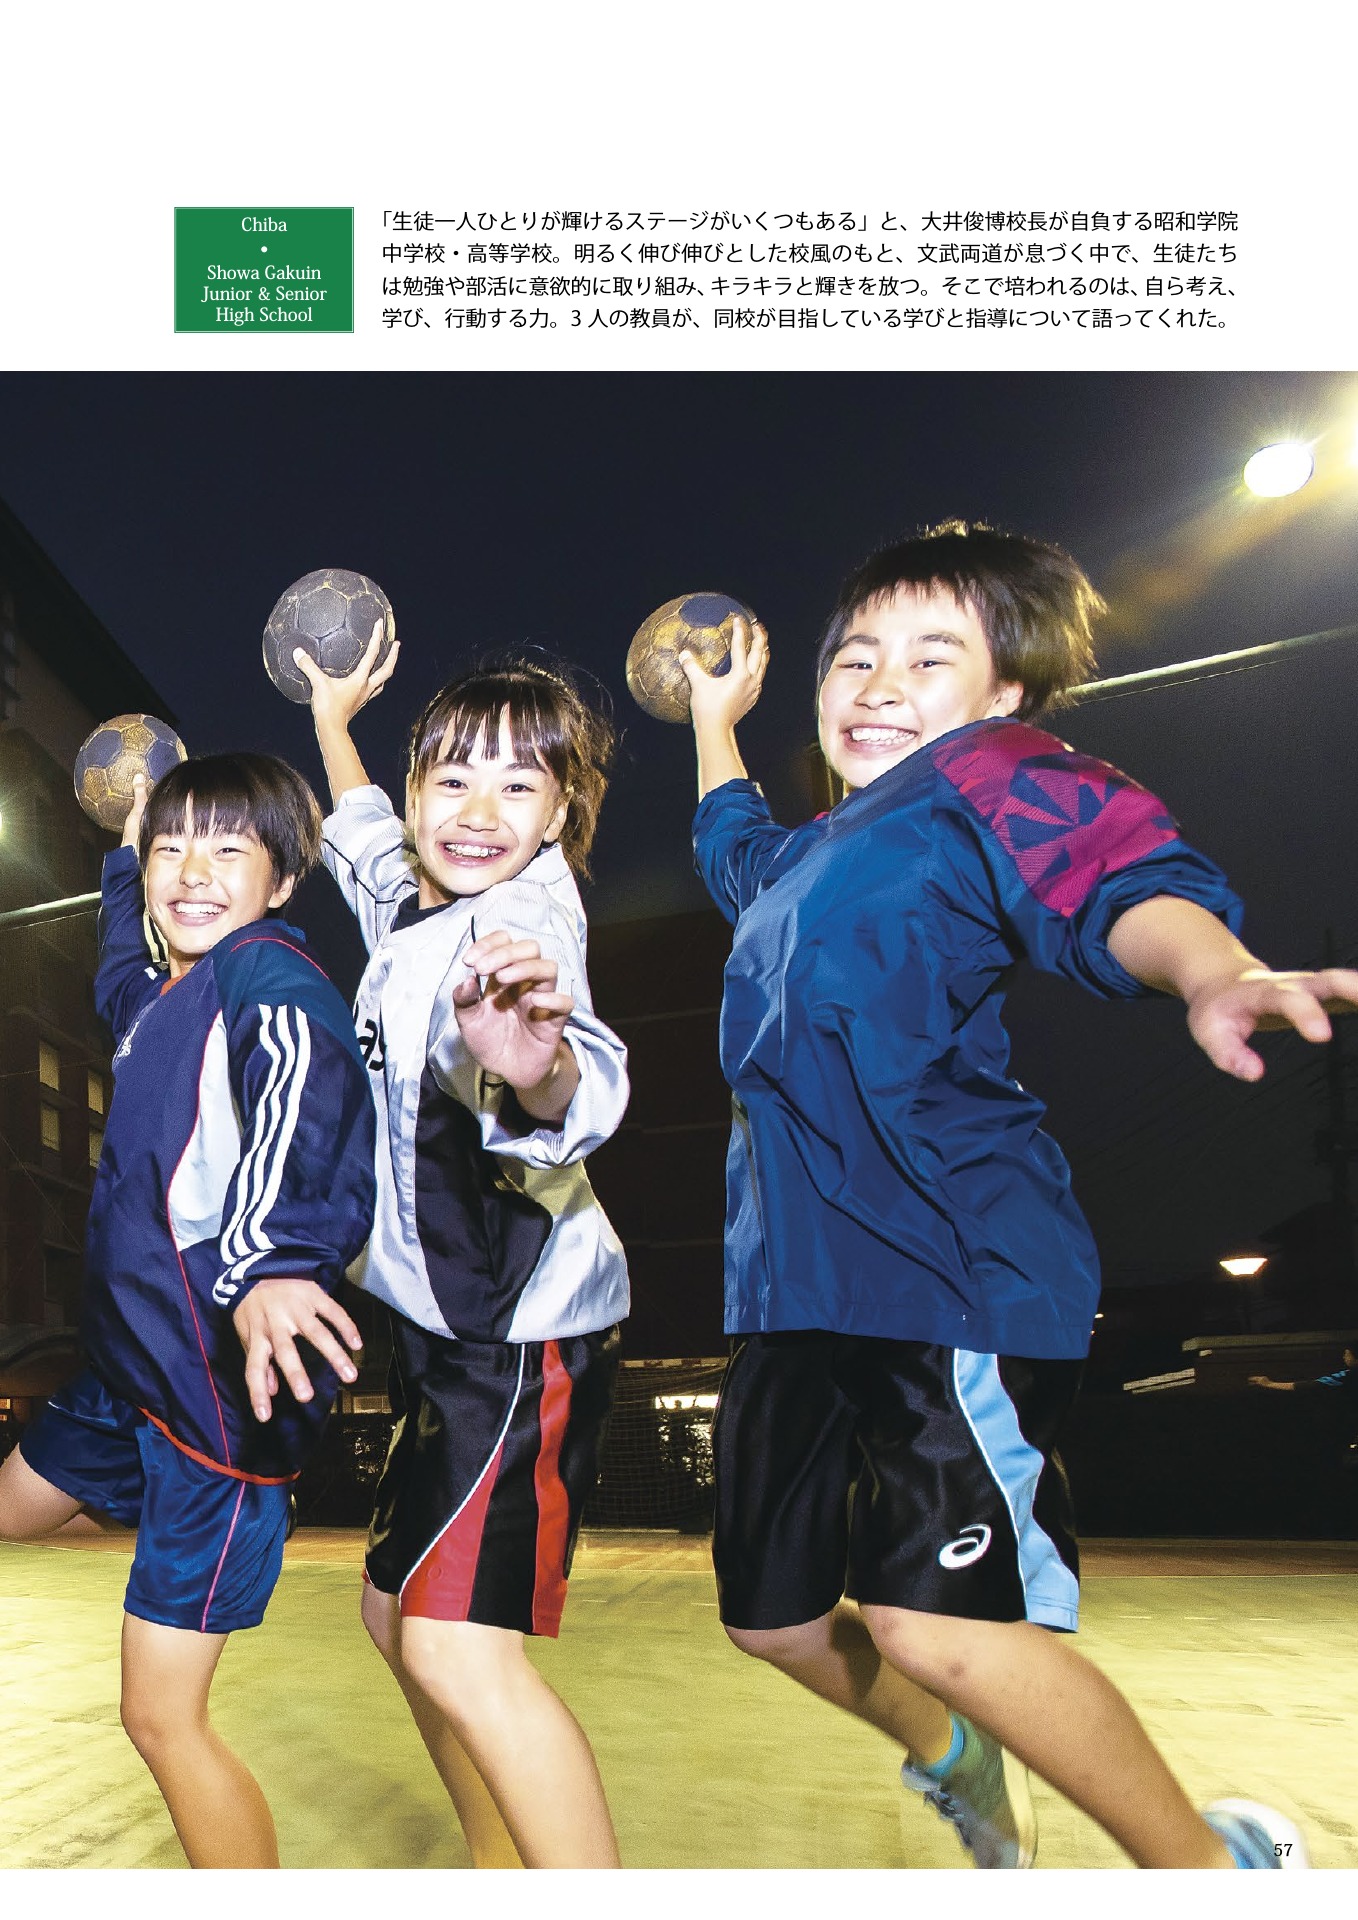 Chiba
•
Showa Gakuin
Junior & Senior
High School
「生徒一人ひとりが輝けるステージがいくつもある」と、大井俊博校長が自負する昭和学院
中学校・高等学校。明るく伸び伸びとした校風のもと、文武両道が息づく中で、生徒たち
は勉強や部活に意欲的に取り組み、キラキラと輝きを放つ。そこで培われるのは、自ら考え、
学び、行動する力。3 人の教員が、同校が目指している学びと指導について語ってくれた。
57